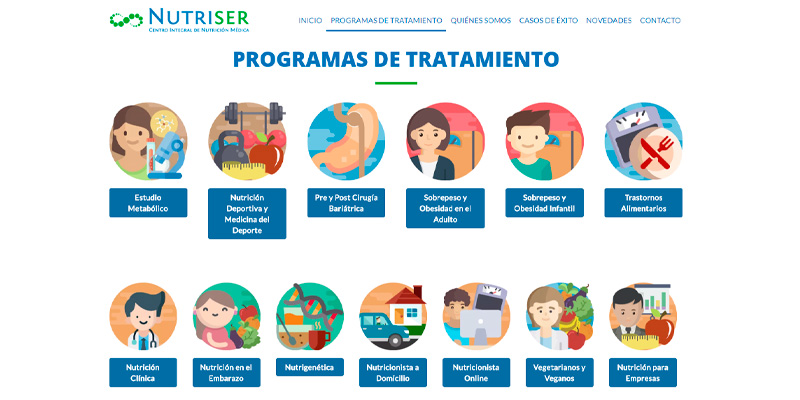 NUTRISER
CENTRO INTEGRAL DE NUTRICIÓN MÉDICA
INICIO PROGRAMAS DE TRATAMIENTO QUIÉNES SOMOS CASOS DE ÉXITO NOVEDADES CONTACTO
PROGRAMAS DE TRATAMIENTO
Estudio
Metabólico
Nutrición
Deportiva y
Medicina del
Deporte
Pre y Post Cirugía
Bariátrica
Sobrepeso y
Obesidad en el
Adulto
Sobrepeso y
Obesidad Infantil
Trastornos
Alimentarios
Nutrición
Clínica
Nutrición en el
Embarazo
Nutrigenética
Nutricionista a
Domicilio
Nutricionista
Online
Vegetarianos y
Veganos
Nutrición para
Empresas